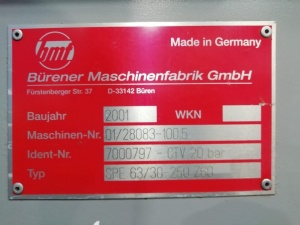 bmf
Made in Germany
Bürener Maschinenfabrik GmbH
Fürstenberger Str. 37 D-33142 Büren
Baujahr 2001 WKN
Maschinen-Nr. 01/28083-100.5
Ident-Nr. 7000797 - CTV 20 bar
Typ CPE 63/30. 250